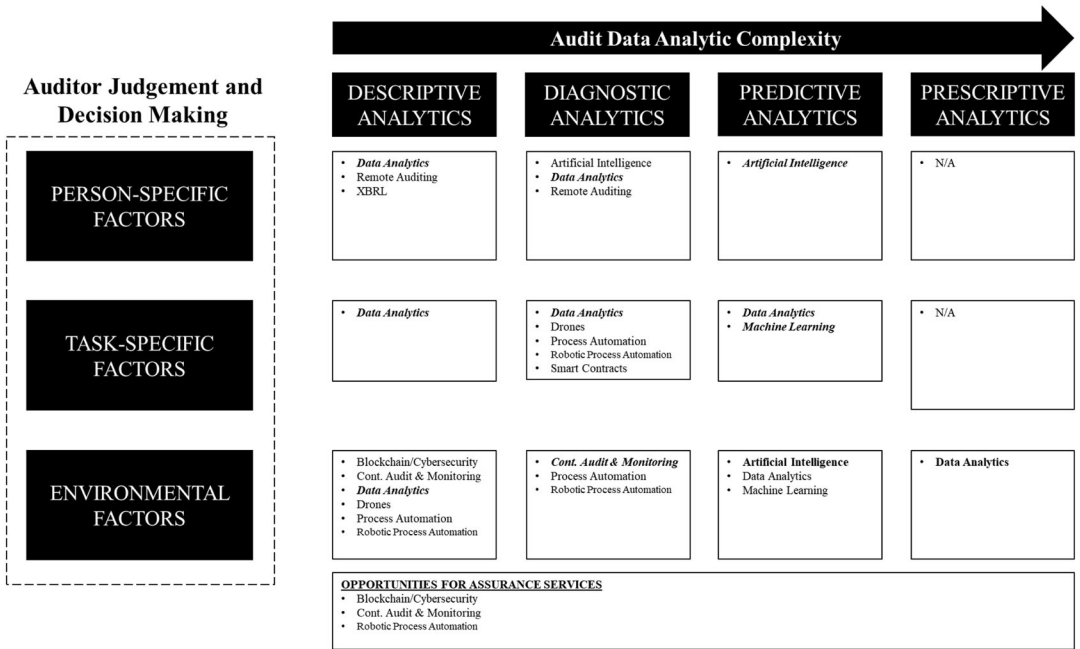 Audit Data Analytic Complexity
Auditor Judgement and
Decision Making
DESCRIPTIVE
ANALYTICS
DIAGNOSTIC
ANALYTICS
PREDICTIVE
ANALYTICS
PRESCRIPTIVE
ANALYTICS
PERSON-SPECIFIC
FACTORS
• Data Analytics
• Remote Auditing
• XBRL
• Artificial Intelligence
• Data Analytics
• Remote Auditing
• Artificial Intelligence
• N/A
TASK-SPECIFIC
FACTORS
• Data Analytics
• Data Analytics
• Drones
• Process Automation
• Robotic Process Automation
• Smart Contracts
• Data Analytics
• Machine Learning
• N/A
ENVIRONMENTAL
FACTORS
• Blockchain/Cybersecurity
• Cont. Audit & Monitoring
• Data Analytics
• Drones
• Process Automation
• Robotic Process Automation
• Cont. Audit & Monitoring
• Process Automation
• Robotic Process Automation
• Artificial Intelligence
• Data Analytics
• Machine Learning
• Data Analytics
OPPORTUNITIES FOR ASSURANCE SERVICES
• Blockchain/Cybersecurity
• Cont. Audit & Monitoring
• Robotic Process Automation